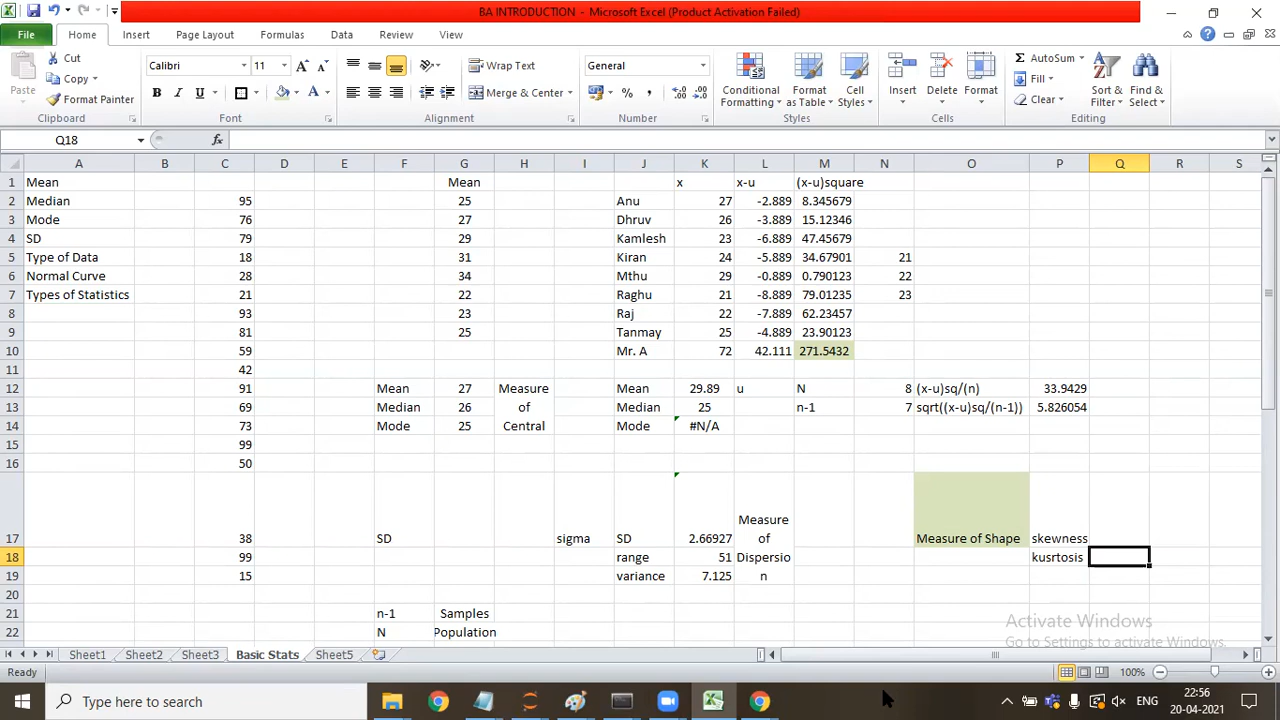 BA INTRODUCTION - Microsoft Excel (Product Activation Failed)
File Home Insert Page Layout Formulas Data Review View
Paste Cut Copy Format Painter Clipboard
Calibri 11 A A B I U A Font
Wrap Text Merge & Center Alignment
General % , Number
Conditional Formatting Format as Table Cell Styles Styles
Insert Delete Format Cells
Σ AutoSum Fill Clear Sort & Filter Find & Select Editing
Q18 fx
A B C D E F G H I J K L M N O P Q R S
1 Mean Mean x x-u (x-u)square
2 Median 95 25 Anu 27 -2.889 8.345679
3 Mode 76 27 Dhruv 26 -3.889 15.12346
4 SD 79 29 Kamlesh 23 -6.889 47.45679
5 Type of Data 18 31 Kiran 24 -5.889 34.67901 21
6 Normal Curve 28 34 Mthu 29 -0.889 0.790123 22
7 Types of Statistics 21 22 Raghu 21 -8.889 79.01235 23
8 93 23 Raj 22 -7.889 62.23457
9 81 25 Tanmay 25 -4.889 23.90123
10 59 Mr. A 72 42.111 271.5432
11 42
12 91 Mean 27 Measure Mean 29.89 u N 8 (x-u)sq/(n) 33.9429
13 69 Median 26 of Median 25 n-1 7 sqrt((x-u)sq/(n-1)) 5.826054
14 73 Mode 25 Central Mode #N/A
15 99
16 50
17 38 SD sigma SD 2.66927 Measure of Measure of Shape skewness
18 99 range 51 Dispersio kusrtosis
19 15 variance 7.125 n
20
21 n-1 Samples
22 N Population
Activate Windows
Go to Settings to activate Windows.
Sheet1 Sheet2 Sheet3 Basic Stats Sheet5
Ready 100%
Type here to search ENG 22:56
20-04-2021